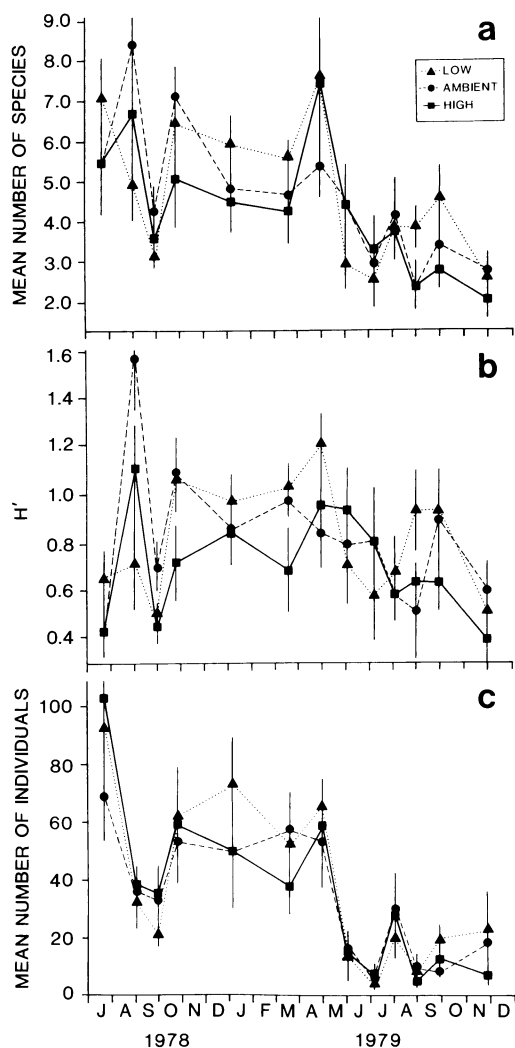 a
LOW
AMBIENT
HIGH
MEAN NUMBER OF SPECIES
9.0
8.0
7.0
6.0
5.0
4.0
3.0
2.0
b
H′
1.6
1.4
1.2
1.0
0.8
0.6
0.4
c
MEAN NUMBER OF INDIVIDUALS
100
80
60
40
20
0
J A S O N D F M A M J J A S O N D
1978 1979